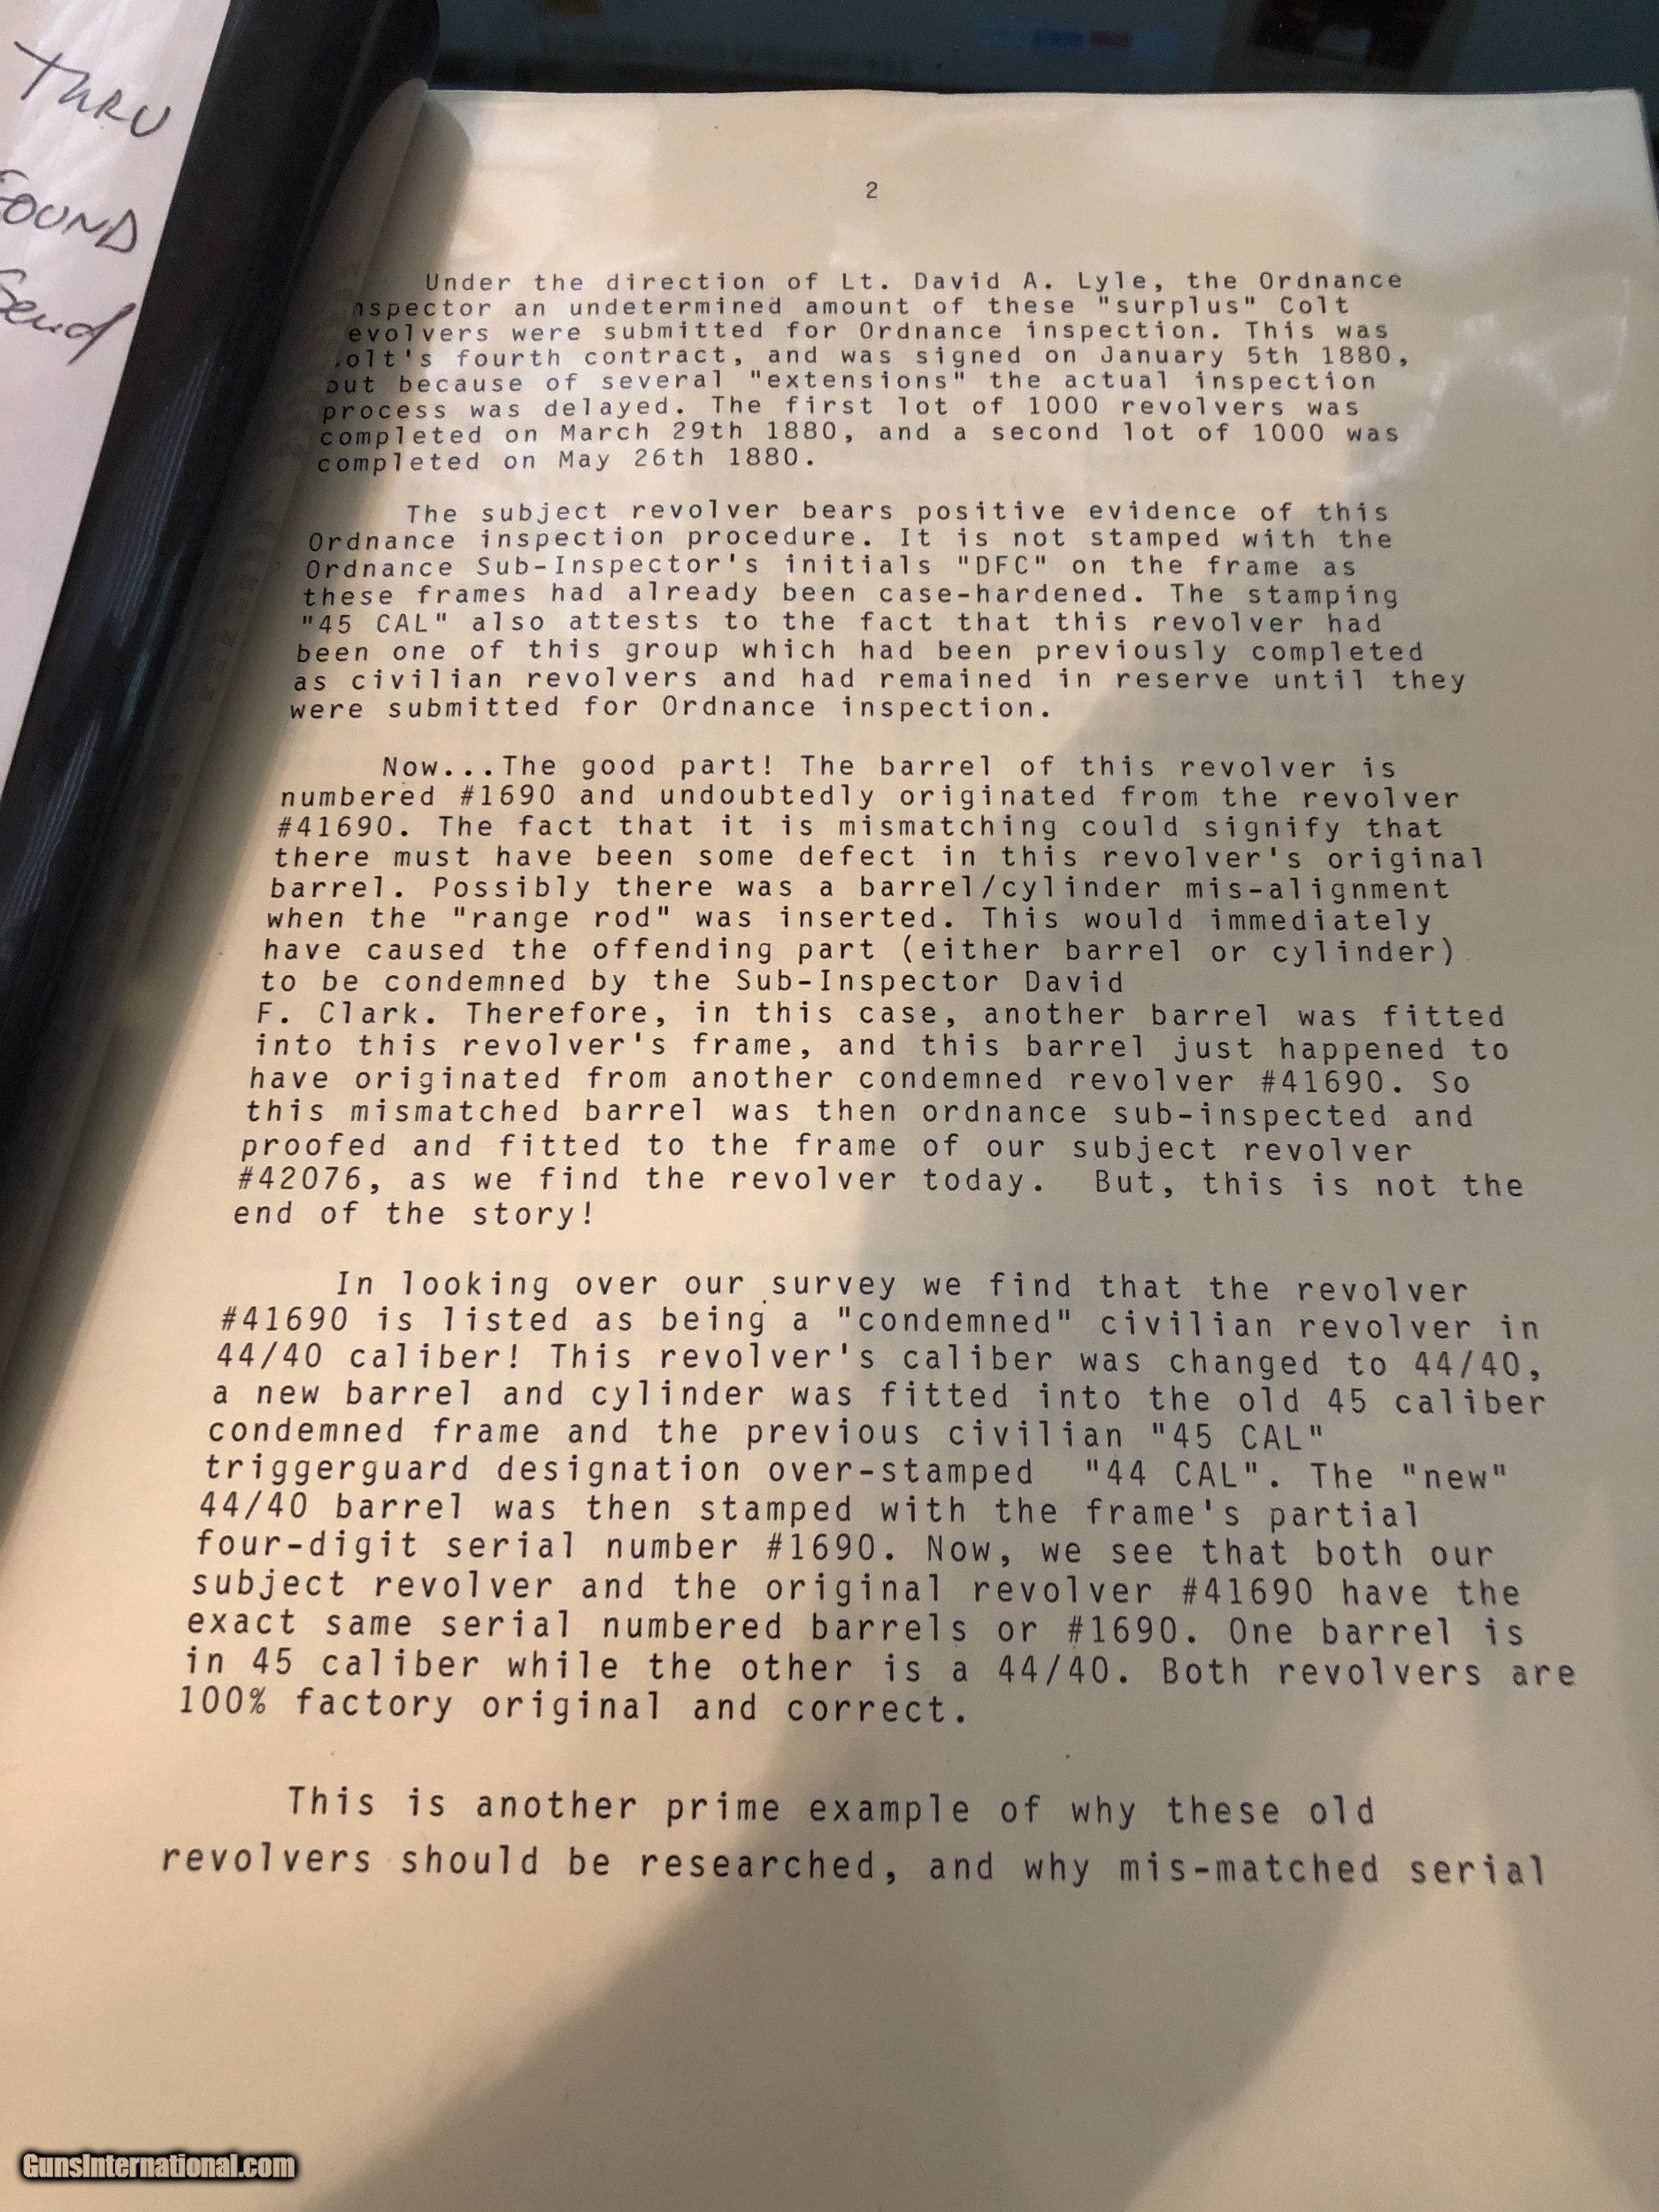 THRU
FOUND
Send
2
Under the direction of Lt. David A. Lyle, the Ordnance
nspector an undetermined amount of these "surplus" Colt
evolvers were submitted for Ordnance inspection. This was
olt's fourth contract, and was signed on January 5th 1880,
but because of several "extensions" the actual inspection
process was delayed. The first lot of 1000 revolvers was
completed on March 29th 1880, and a second lot of 1000 was
completed on May 26th 1880.
The subject revolver bears positive evidence of this
Ordnance inspection procedure. It is not stamped with the
Ordnance Sub-Inspector's initials "DFC" on the frame as
these frames had already been case-hardened. The stamping
"45 CAL" also attests to the fact that this revolver had
been one of this group which had been previously completed
as civilian revolvers and had remained in reserve until they
were submitted for Ordnance inspection.
Now...The good part! The barrel of this revolver is
numbered #1690 and undoubtedly originated from the revolver
#41690. The fact that it is mismatching could signify that
there must have been some defect in this revolver's original
barrel. Possibly there was a barrel/cylinder mis-alignment
when the "range rod" was inserted. This would immediately
have caused the offending part (either barrel or cylinder)
to be condemned by the Sub-Inspector David
F. Clark. Therefore, in this case, another barrel was fitted
into this revolver's frame, and this barrel just happened to
have originated from another condemned revolver #41690. So
this mismatched barrel was then ordnance sub-inspected and
proofed and fitted to the frame of our subject revolver
#42076, as we find the revolver today. But, this is not the
end of the story!
In looking over our survey we find that the revolver
#41690 is listed as being a "condemned" civilian revolver in
44/40 caliber! This revolver's caliber was changed to 44/40,
a new barrel and cylinder was fitted into the old 45 caliber
condemned frame and the previous civilian "45 CAL"
triggerguard designation over-stamped "44 CAL". The "new"
44/40 barrel was then stamped with the frame's partial
four-digit serial number #1690. Now, we see that both our
subject revolver and the original revolver #41690 have the
exact same serial numbered barrels or #1690. One barrel is
in 45 caliber while the other is a 44/40. Both revolvers are
100% factory original and correct.
This is another prime example of why these old
revolvers should be researched, and why mis-matched serial
GunsInternational.com